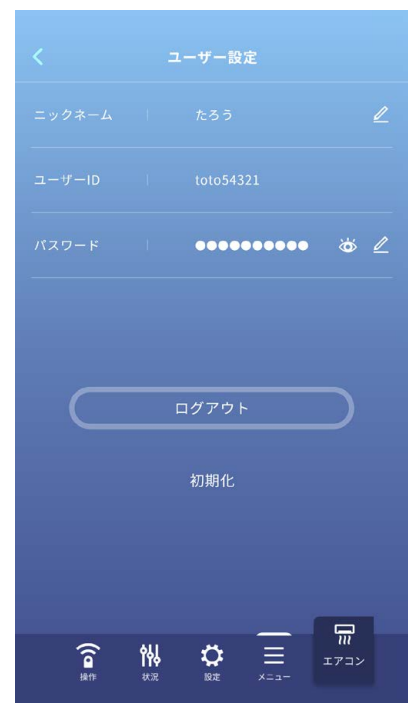 ユーザー設定
ニックネーム たろう
ユーザーID toto54321
パスワード ●●●●●●●●●●
ログアウト
初期化
操作 状況 設定 メニュー エアコン